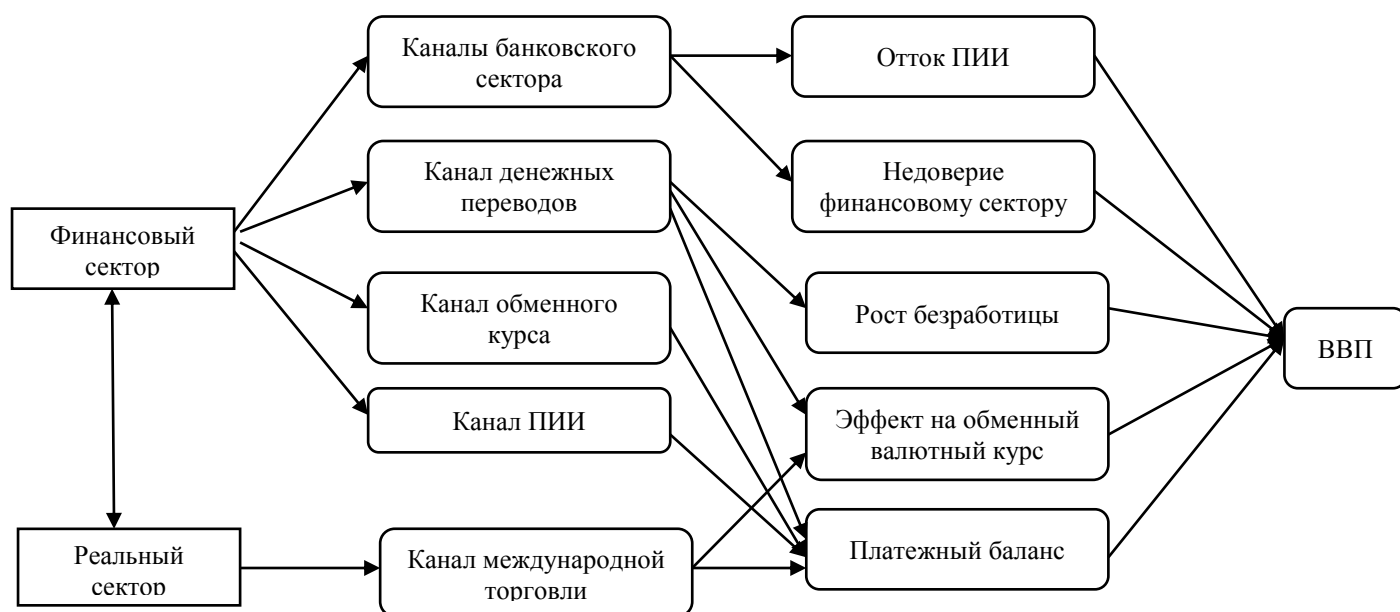 Каналы банковского
сектора
Отток ПИИ
Канал денежных
переводов
Недоверие
финансовому сектору
Финансовый
сектор
Канал обменного
курса
Рост безработицы
ВВП
Канал ПИИ
Эффект на обменный
валютный курс
Реальный
сектор
Канал международной
торговли
Платежный баланс